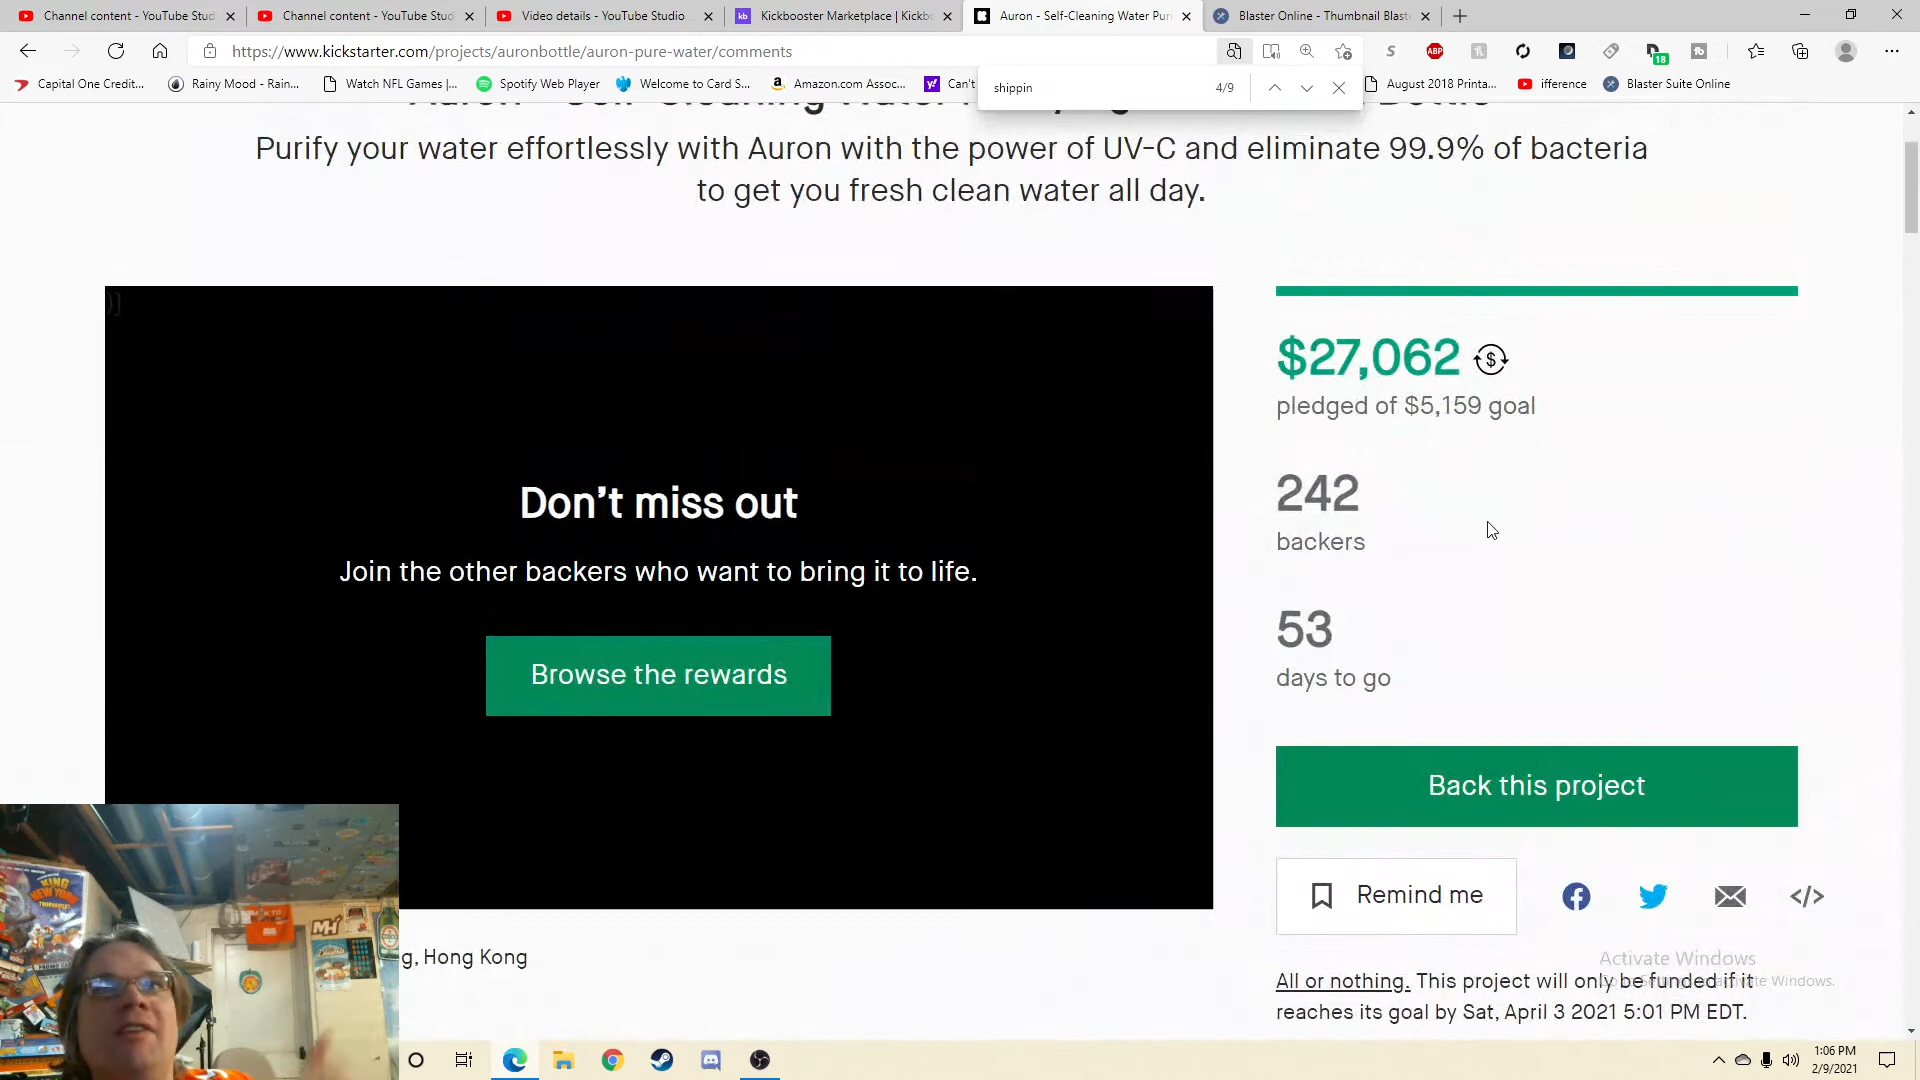 Channel content - YouTube Stud
Channel content - YouTube Stud
Video details - YouTube Studio
kb Kickbooster Marketplace | Kickb
Auron - Self-Cleaning Water Puri
Blaster Online - Thumbnail Blast
https://www.kickstarter.com/projects/auronbottle/auron-pure-water/comments
ABP
18
Capital One Credit...
Rainy Mood - Rain...
Watch NFL Games |...
Spotify Web Player
Welcome to Card S...
Amazon.com Assoc...
Can't
shippin
4/9
August 2018 Printa...
ifference
Blaster Suite Online
Purify your water effortlessly with Auron with the power of UV-C and eliminate 99.9% of bacteria
to get you fresh clean water all day.
$27,062
pledged of $5,159 goal
242
backers
53
days to go
Don't miss out
Join the other backers who want to bring it to life.
Browse the rewards
Back this project
Remind me
g, Hong Kong
All or nothing. This project will only be funded if it
reaches its goal by Sat, April 3 2021 5:01 PM EDT.
Activate Windows
KING
NEW YORK
MH
1:06 PM
2/9/2021